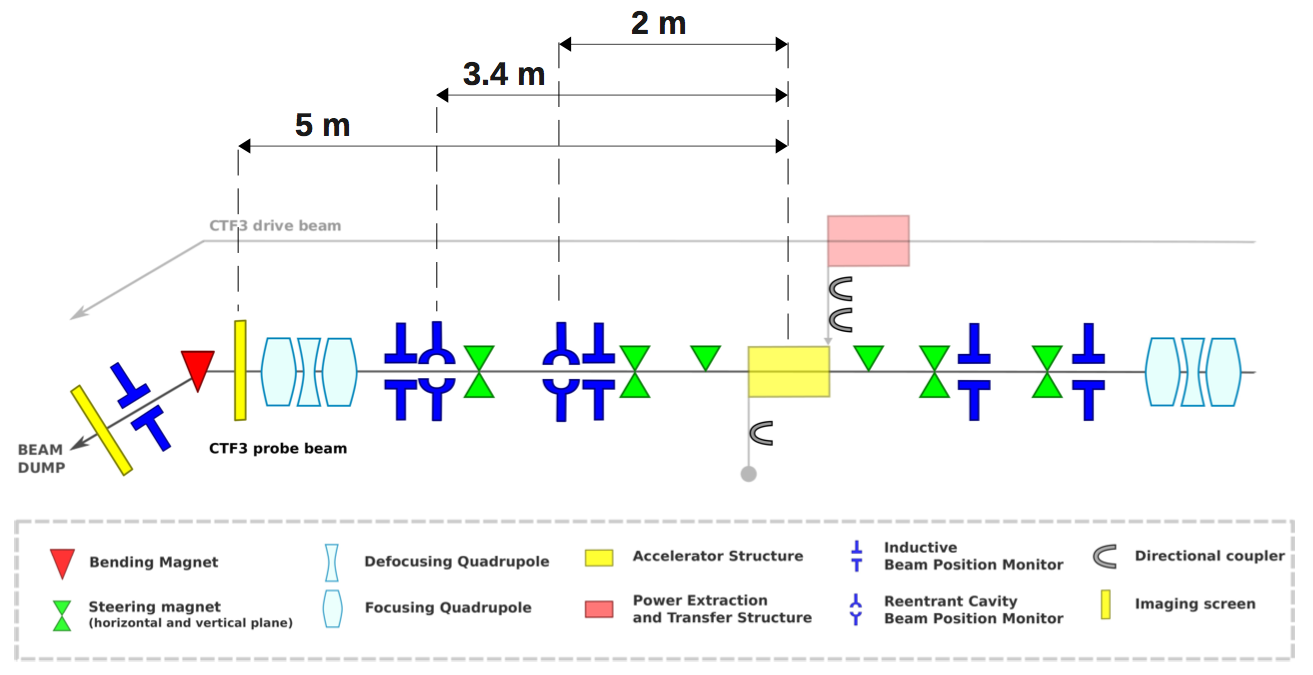 2 m
3.4 m
5 m
CTF3 drive beam
BEAM
DUMP
CTF3 probe beam
Bending Magnet
Steering magnet
(horizontal and vertical plane)
Defocusing Quadrupole
Focusing Quadrupole
Accelerator Structure
Power Extraction
and Transfer Structure
Inductive
Beam Position Monitor
Reentrant Cavity
Beam Position Monitor
Directional coupler
Imaging screen